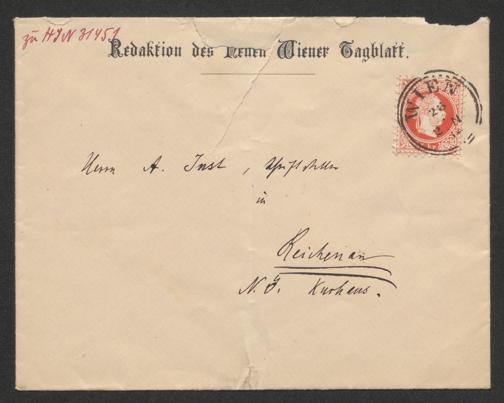 zu HIN 31451
Redaktion des Neuen Wiener Tagblatt.
WIEN
Herrn A. Just, Schriftsteller
in
Reichenau
N.Ö. Kurhaus.